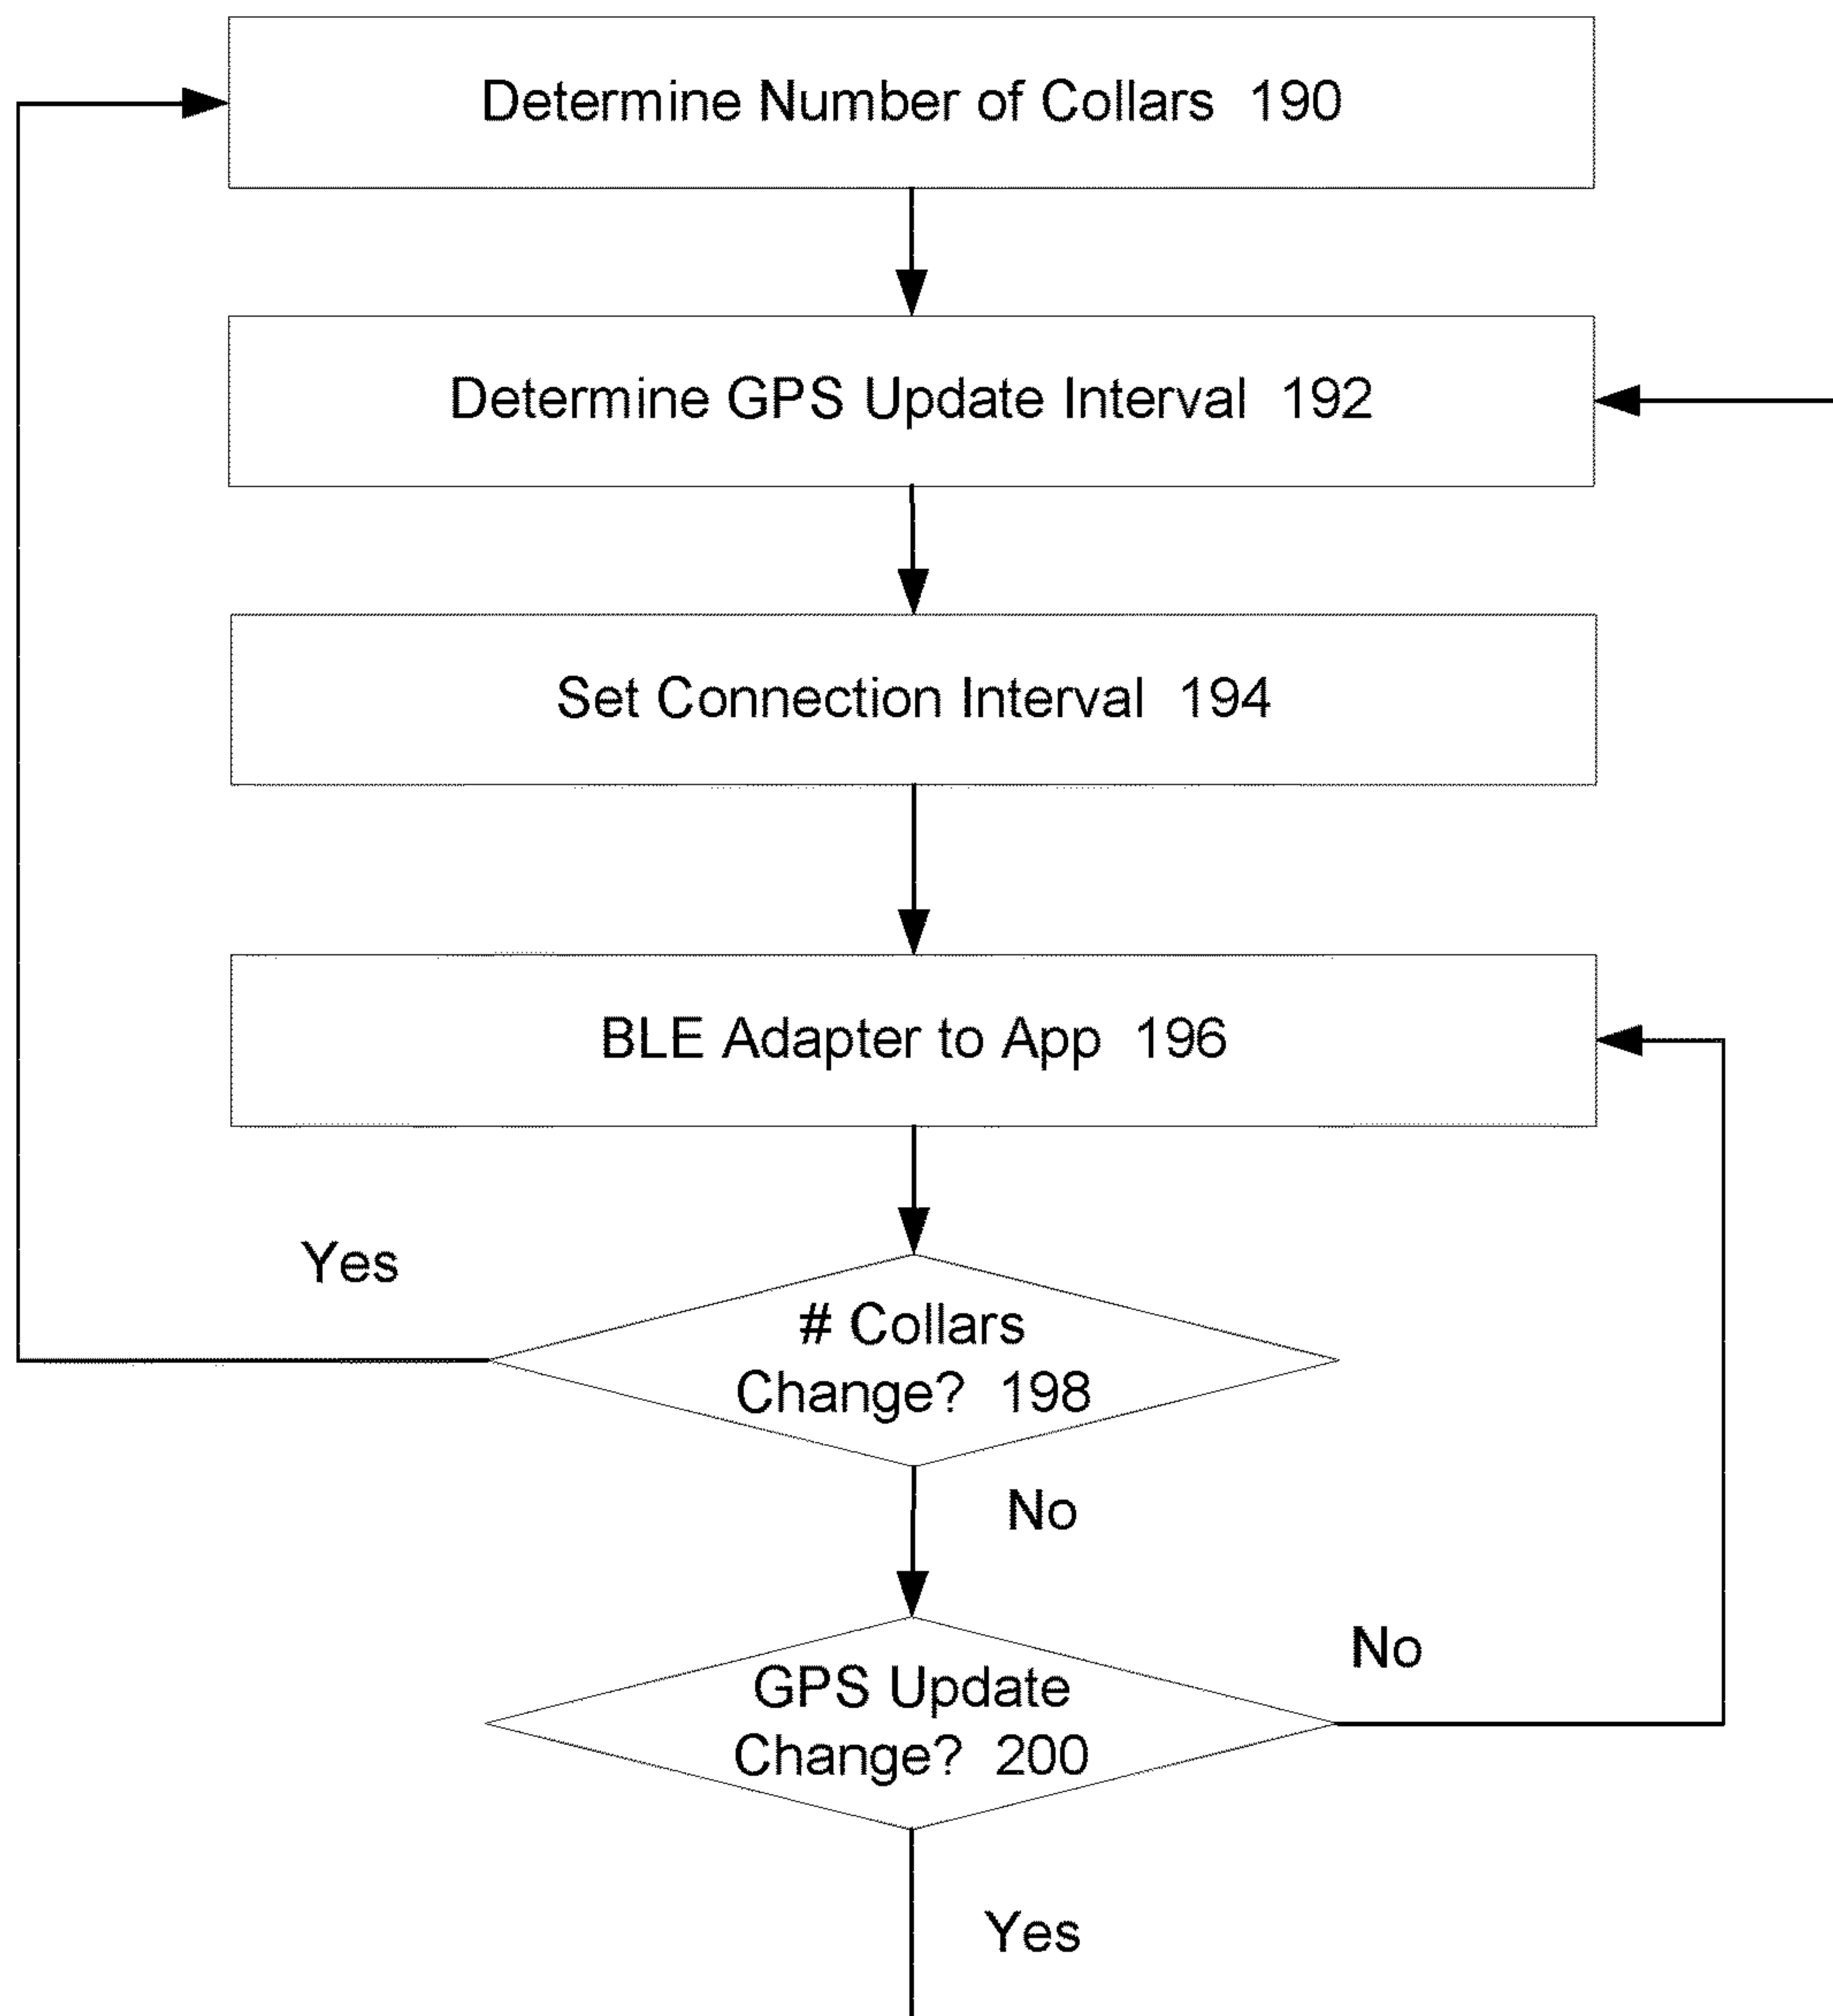 Determine Number of Collars 190
Determine GPS Update Interval 192
Set Connection Interval 194
BLE Adapter to App 196
Yes
# Collars
Change? 198
No
GPS Update
Change? 200
No
Yes